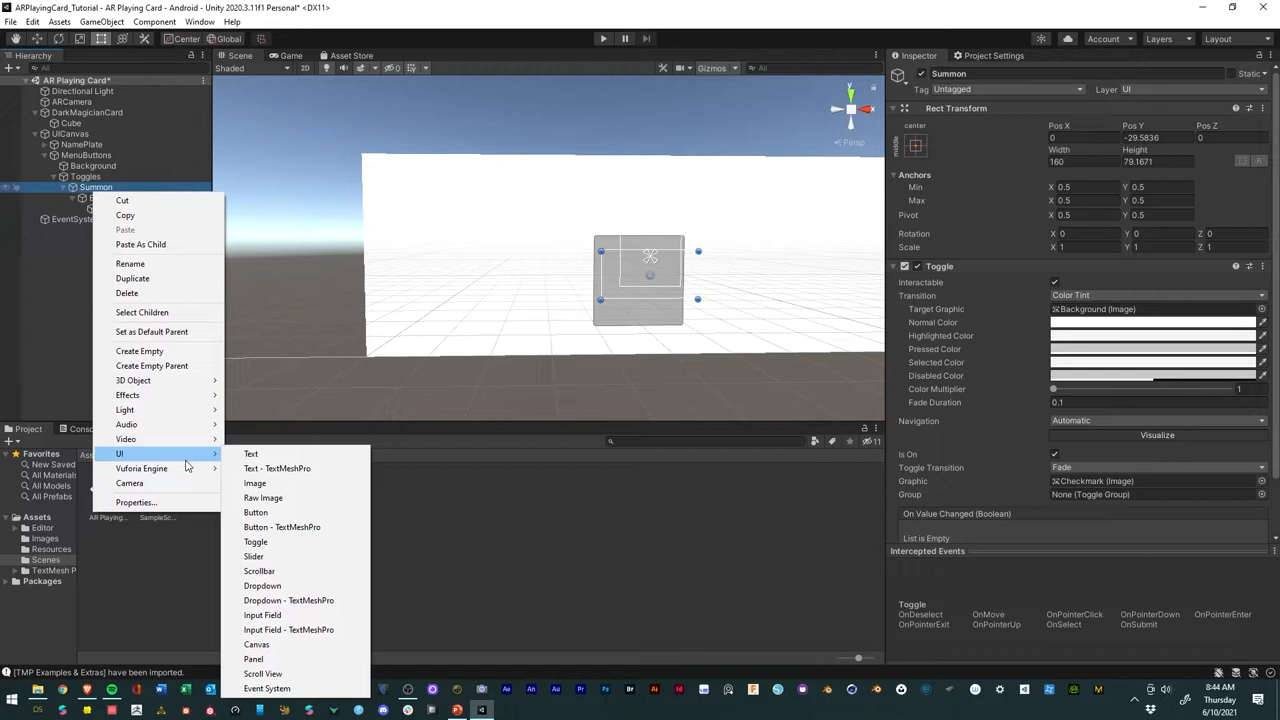 ARPlayingCard_Tutorial - AR Playing Card - Android - Unity 2020.3.11f1 Personal* <DX11>
File Edit Assets GameObject Component Window Help
Center Global Account Layers Layout
Hierarchy Scene Game Asset Store Inspector Project Settings
All Shaded 2D 0 Gizmos All Summon Static
AR Playing Card*
Tag Untagged Layer UI
Directional Light
ARCamera
DarkMagicianCard
Cube
UICanvas
NamePlate
MenuButtons
Background
Toggles
Summon
EventSystem
y
x
Persp
Rect Transform
center Pos X Pos Y Pos Z
middle 0 -29.5836 0
Width Height
160 79.1671
Anchors
Min X 0.5 Y 0.5
Max X 0.5 Y 0.5
Pivot X 0.5 Y 0.5
Rotation X 0 Y 0 Z 0
Scale X 1 Y 1 Z 1
Toggle
Interactable
Transition Color Tint
Target Graphic Background (Image)
Normal Color
Highlighted Color
Pressed Color
Selected Color
Disabled Color
Color Multiplier 1
Fade Duration 0.1
Navigation Automatic
Visualize
Is On
Toggle Transition Fade
Graphic Checkmark (Image)
Group None (Toggle Group)
On Value Changed (Boolean)
List is Empty
Intercepted Events
Toggle
OnDeselect OnMove OnPointerClick OnPointerDown OnPointerEnter
OnPointerExit OnPointerUp OnSelect OnSubmit
Cut
Copy
Paste
Paste As Child
Rename
Duplicate
Delete
Select Children
Set as Default Parent
Create Empty
Create Empty Parent
3D Object
Effects
Light
Audio
Video
UI
Vuforia Engine
Camera
Properties...
Text
Text - TextMeshPro
Image
Raw Image
Button
Button - TextMeshPro
Toggle
Slider
Scrollbar
Dropdown
Dropdown - TextMeshPro
Input Field
Input Field - TextMeshPro
Canvas
Panel
Scroll View
Event System
Project Conso
11
Favorites
New Saved
All Materials
All Models
All Prefabs
AR Playing... SampleSc...
Assets
Editor
Images
Resources
Scenes
TextMesh P
Packages
[TMP Examples & Extras] have been imported.
8:44 AM
Thursday
6/10/2021